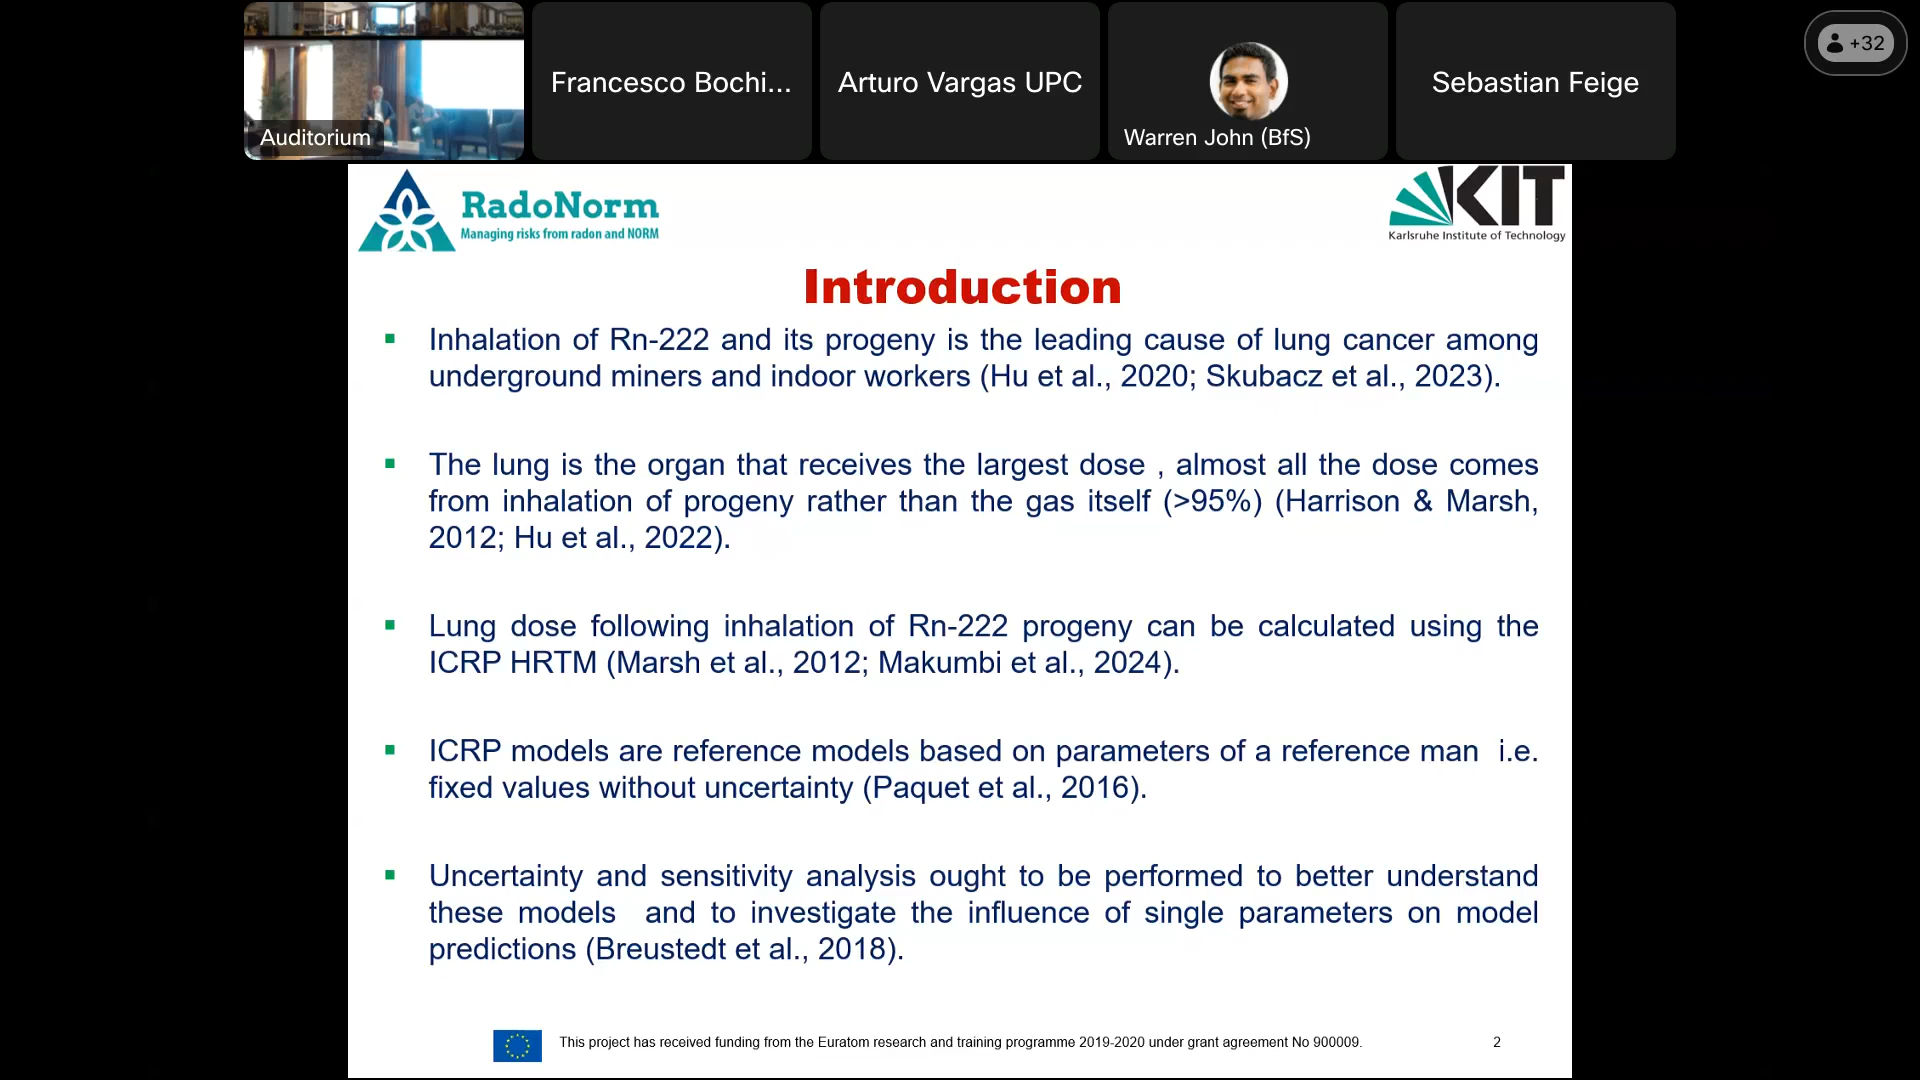 Auditorium
Francesco Bochi...
Arturo Vargas UPC
Warren John (BfS)
Sebastian Feige
+32
RadoNorm
Managing risks from radon and NORM
KIT
Karlsruhe Institute of Technology
Introduction
▪ Inhalation of Rn-222 and its progeny is the leading cause of lung cancer among
underground miners and indoor workers (Hu et al., 2020; Skubacz et al., 2023).
▪ The lung is the organ that receives the largest dose , almost all the dose comes
from inhalation of progeny rather than the gas itself (>95%) (Harrison & Marsh,
2012; Hu et al., 2022).
▪ Lung dose following inhalation of Rn-222 progeny can be calculated using the
ICRP HRTM (Marsh et al., 2012; Makumbi et al., 2024).
▪ ICRP models are reference models based on parameters of a reference man i.e.
fixed values without uncertainty (Paquet et al., 2016).
▪ Uncertainty and sensitivity analysis ought to be performed to better understand
these models and to investigate the influence of single parameters on model
predictions (Breustedt et al., 2018).
This project has received funding from the Euratom research and training programme 2019-2020 under grant agreement No 900009.
2